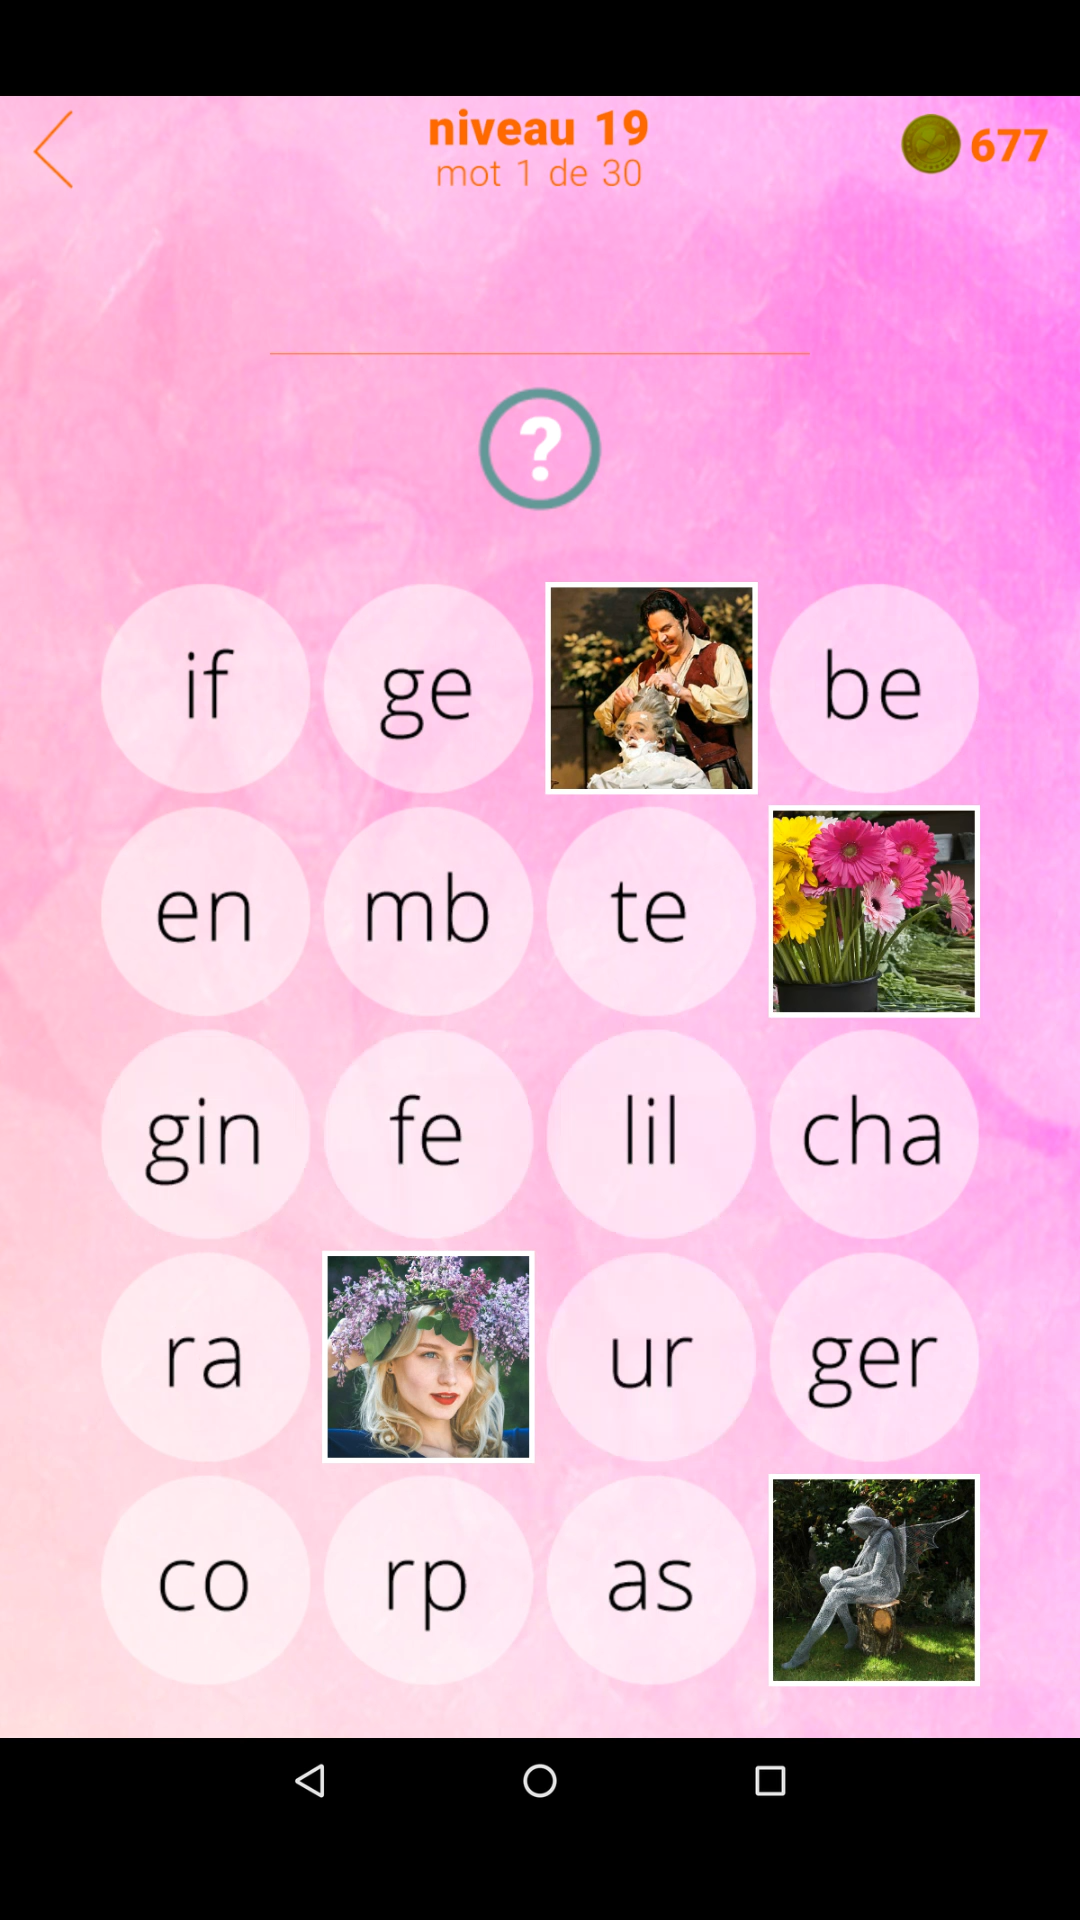 niveau 19
mot 1 de 30
677
?
if ge be
en mb te
gin fe lil cha
ra ur ger
co rp as